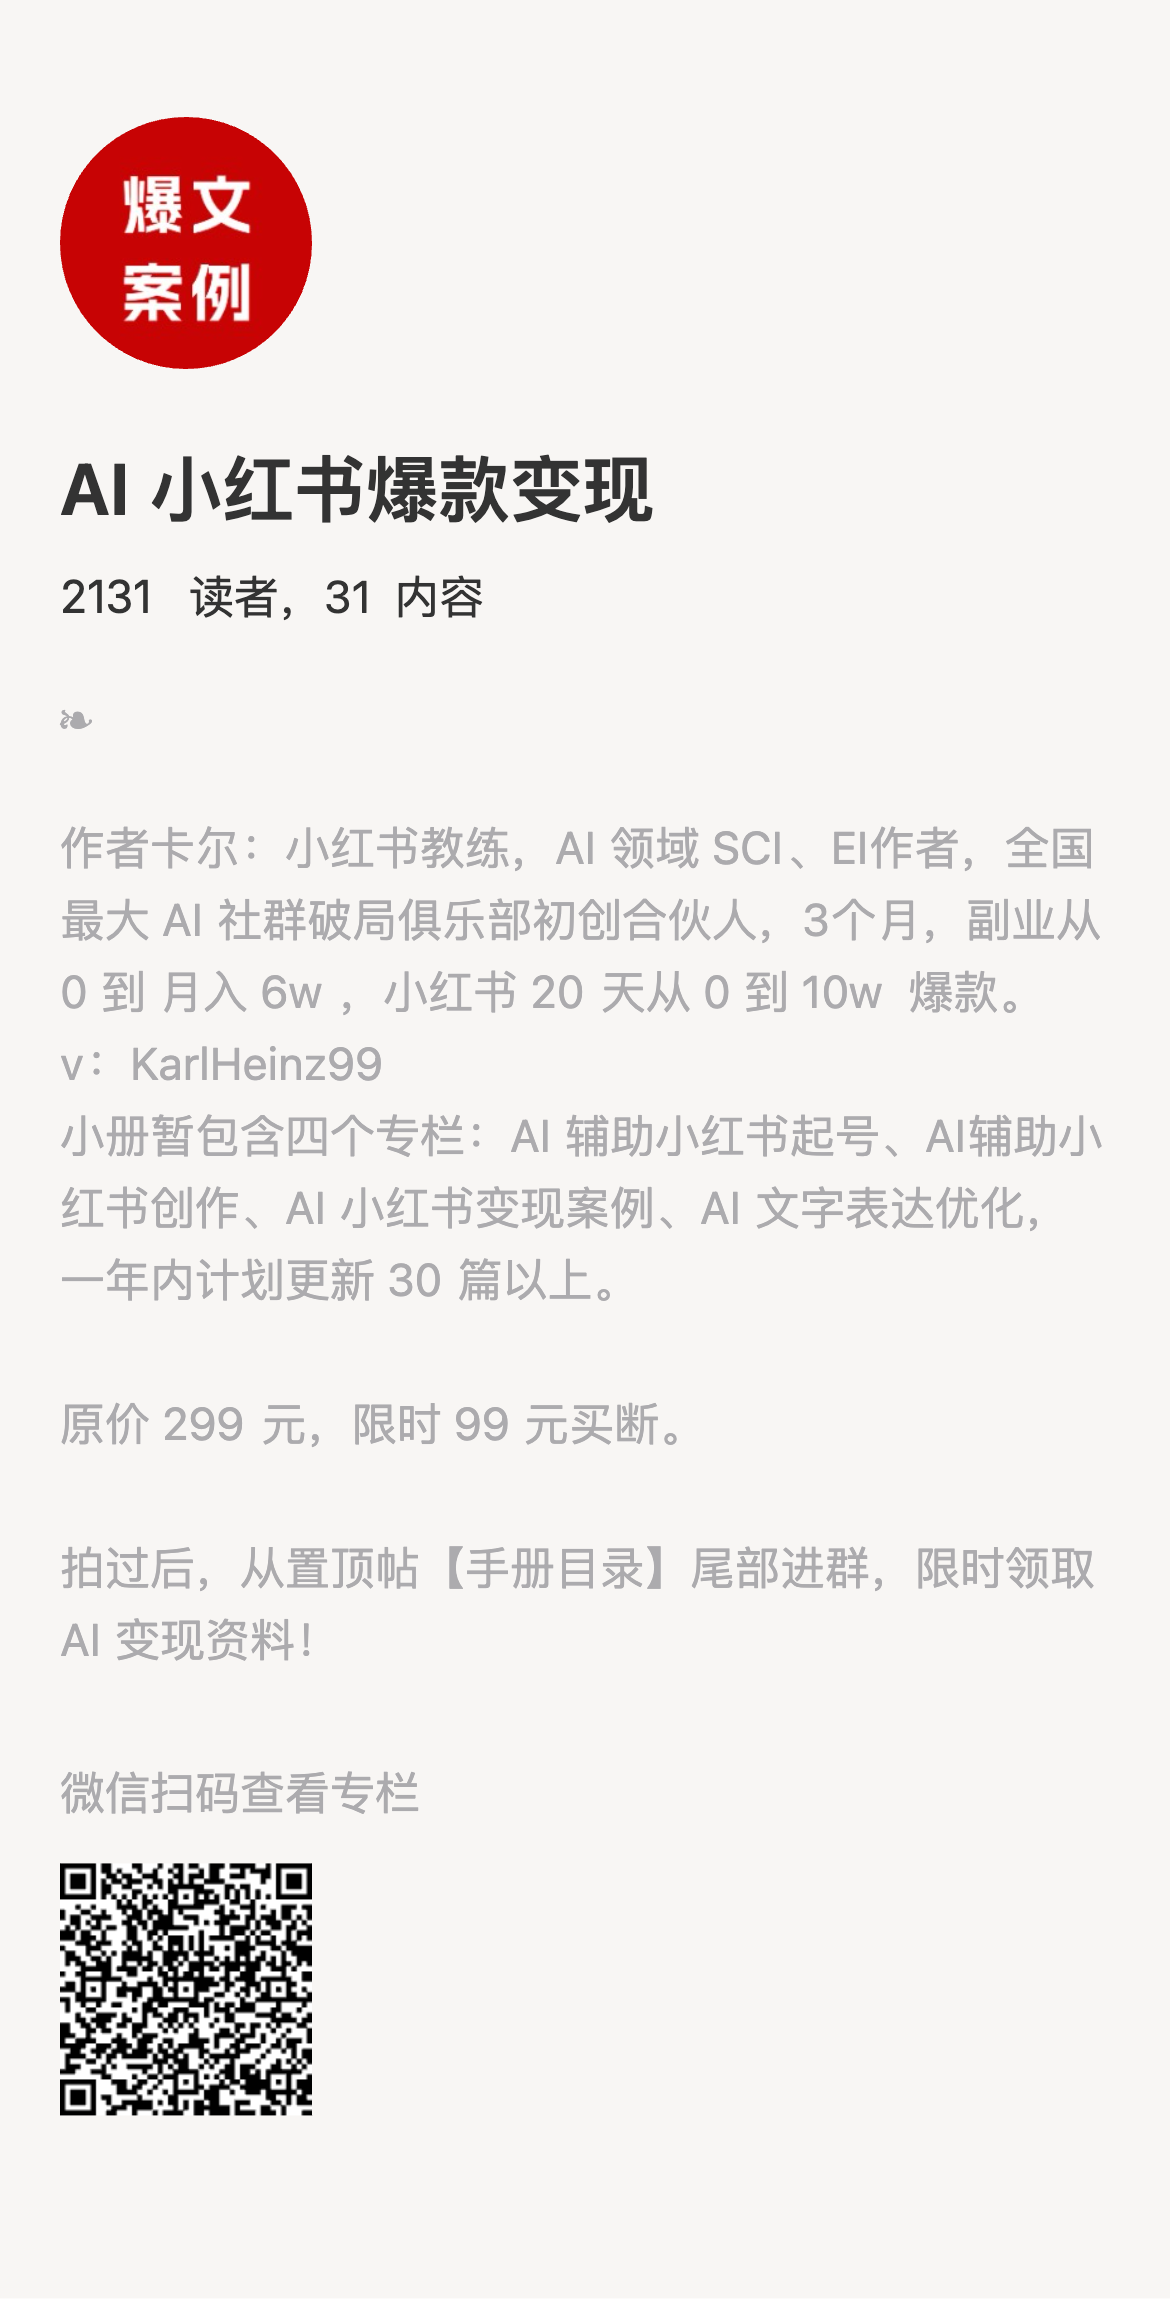 爆文
案例
AI 小红书爆款变现
2131 读者，31 内容
作者卡尔：小红书教练，AI 领域 SCI、EI作者，全国
最大 AI 社群破局俱乐部初创合伙人，3个月，副业从
0 到 月入 6w ，小红书 20 天从 0 到 10w 爆款。
v：KarlHeinz99
小册暂包含四个专栏：AI 辅助小红书起号、AI辅助小
红书创作、AI 小红书变现案例、AI 文字表达优化，
一年内计划更新 30 篇以上。
原价 299 元，限时 99 元买断。
拍过后，从置顶帖【手册目录】尾部进群，限时领取
AI 变现资料！
微信扫码查看专栏